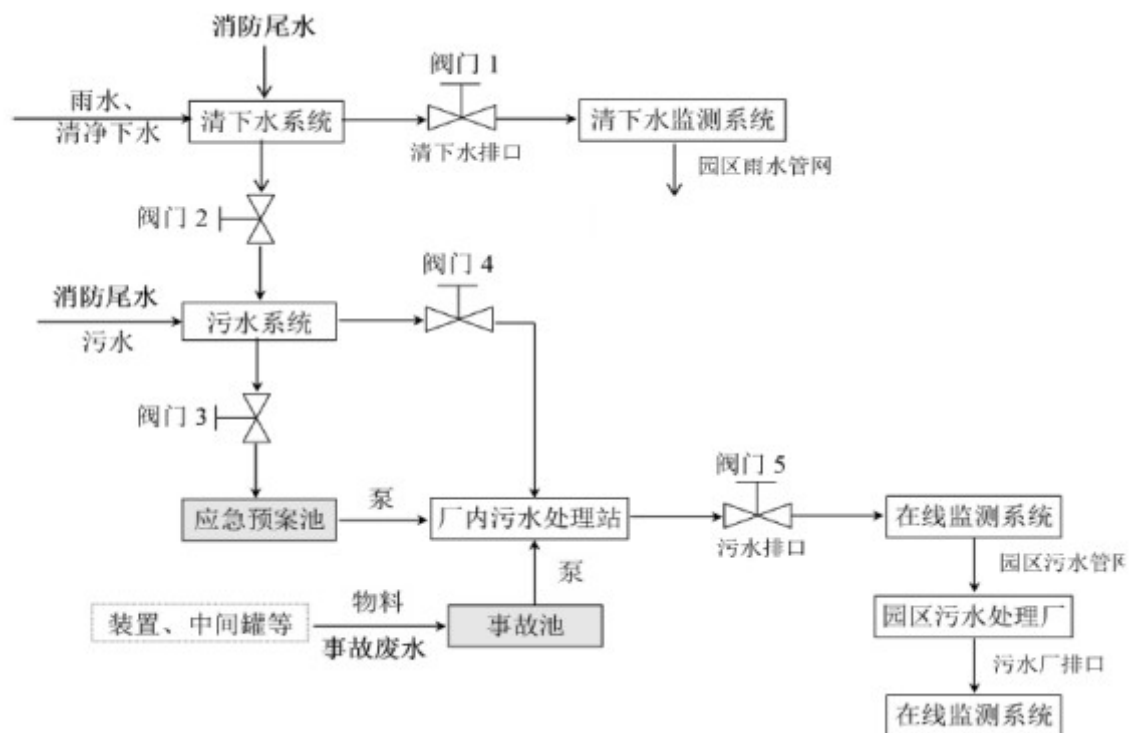 消防尾水
阀门 1
雨水、
清净下水
清下水系统
清下水监测系统
清下水排口
园区雨水管网
阀门 2
阀门 4
消防尾水
污水
污水系统
阀门 3
阀门 5
应急预案池
泵
厂内污水处理站
在线监测系统
污水排口
园区污水管网
泵
装置、中间罐等
物料
事故废水
事故池
园区污水处理厂
污水厂排口
在线监测系统